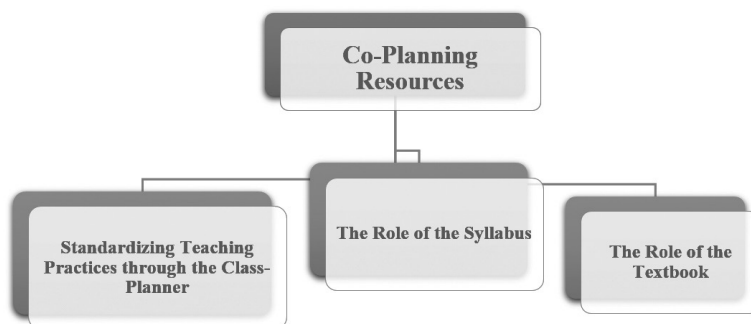 Co-Planning
Resources
Standardizing Teaching
Practices through the Class-
Planner
The Role of the Syllabus
The Role of the
Textbook